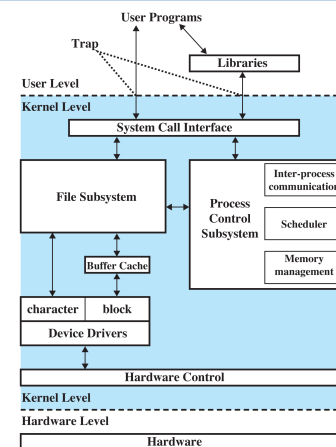 User Programs
Trap
Libraries
User Level
Kernel Level
System Call Interface
File Subsystem
Process
Control
Subsystem
Inter-process
communication
Scheduler
Memory
management
Buffer Cache
character
block
Device Drivers
Hardware Control
Kernel Level
Hardware Level
Hardware